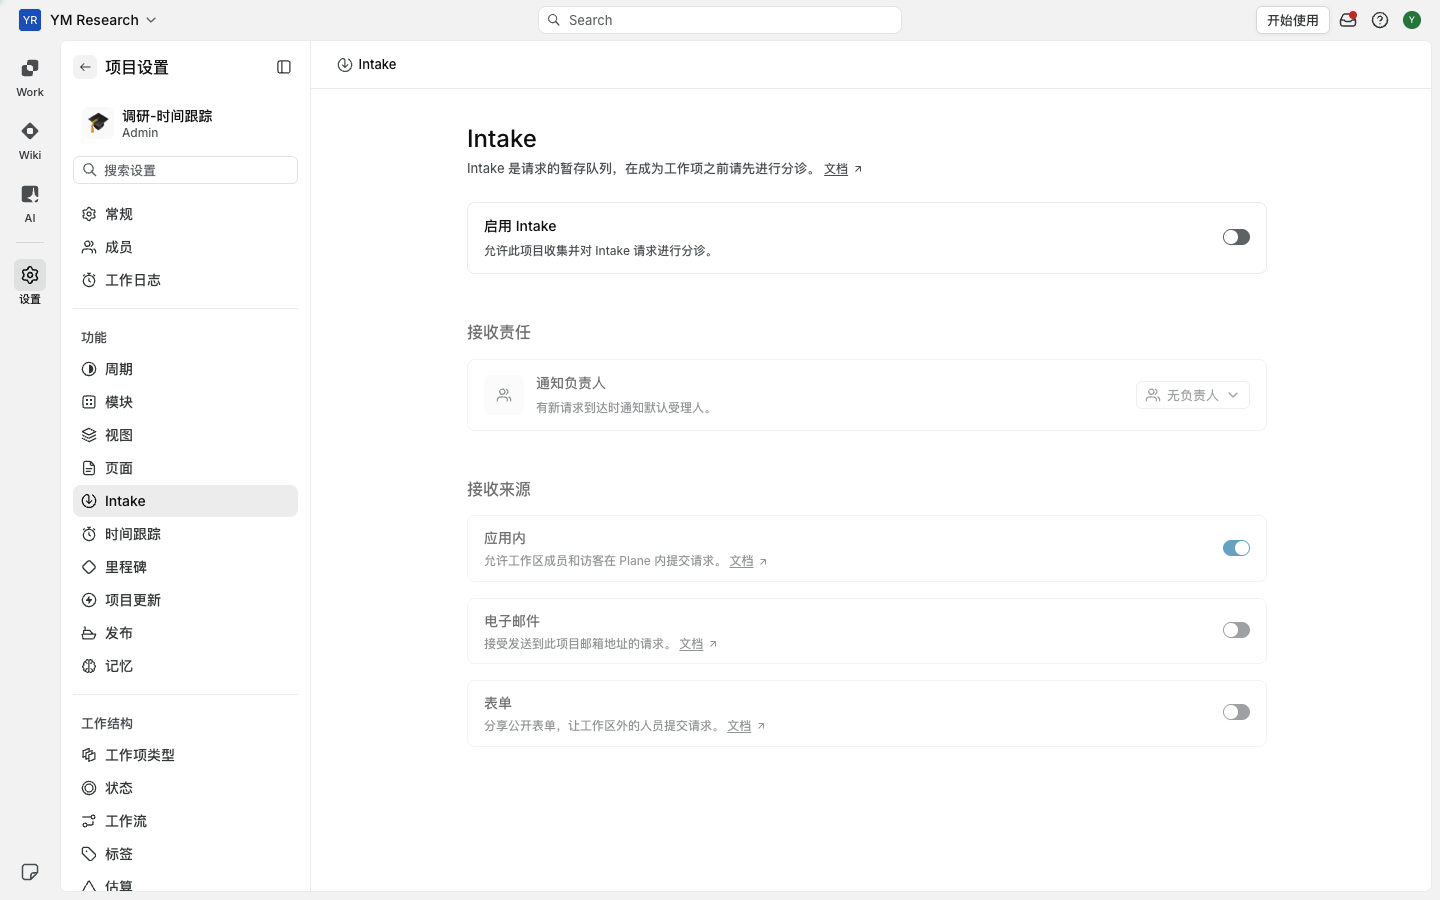 YR YM Research
Search
开始使用
Y
Work
Wiki
AI
设置
项目设置
调研-时间跟踪
Admin
搜索设置
常规
成员
工作日志
功能
周期
模块
视图
页面
Intake
时间跟踪
里程碑
项目更新
发布
记忆
工作结构
工作项类型
状态
工作流
标签
估算
Intake
Intake
Intake 是请求的暂存队列，在成为工作项之前请先进行分诊。 文档
启用 Intake
允许此项目收集并对 Intake 请求进行分诊。
接收责任
通知负责人
有新请求到达时通知默认受理人。
无负责人
接收来源
应用内
允许工作区成员和访客在 Plane 内提交请求。 文档
电子邮件
接受发送到此项目邮箱地址的请求。 文档
表单
分享公开表单，让工作区外的人员提交请求。 文档